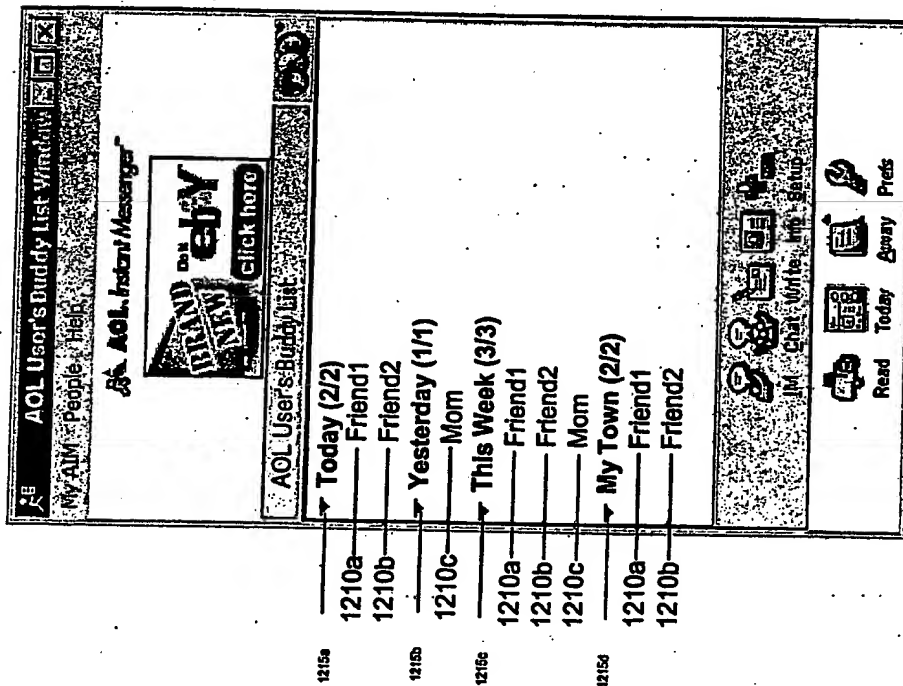 AOL User's Buddy List Window
My AIM People Help
AOL Instant Messenger™
BRAND NEW
click here
AOL User's Buddy List
1215a Today (2/2)
1210a Friend1
1210b Friend2
1215b Yesterday (1/1)
1210c Mom
1215c This Week (3/3)
1210a Friend1
1210b Friend2
1210c Mom
1215d My Town (2/2)
1210a Friend1
1210b Friend2
IM Chat Write Info Setup
Read Today Away Prefs